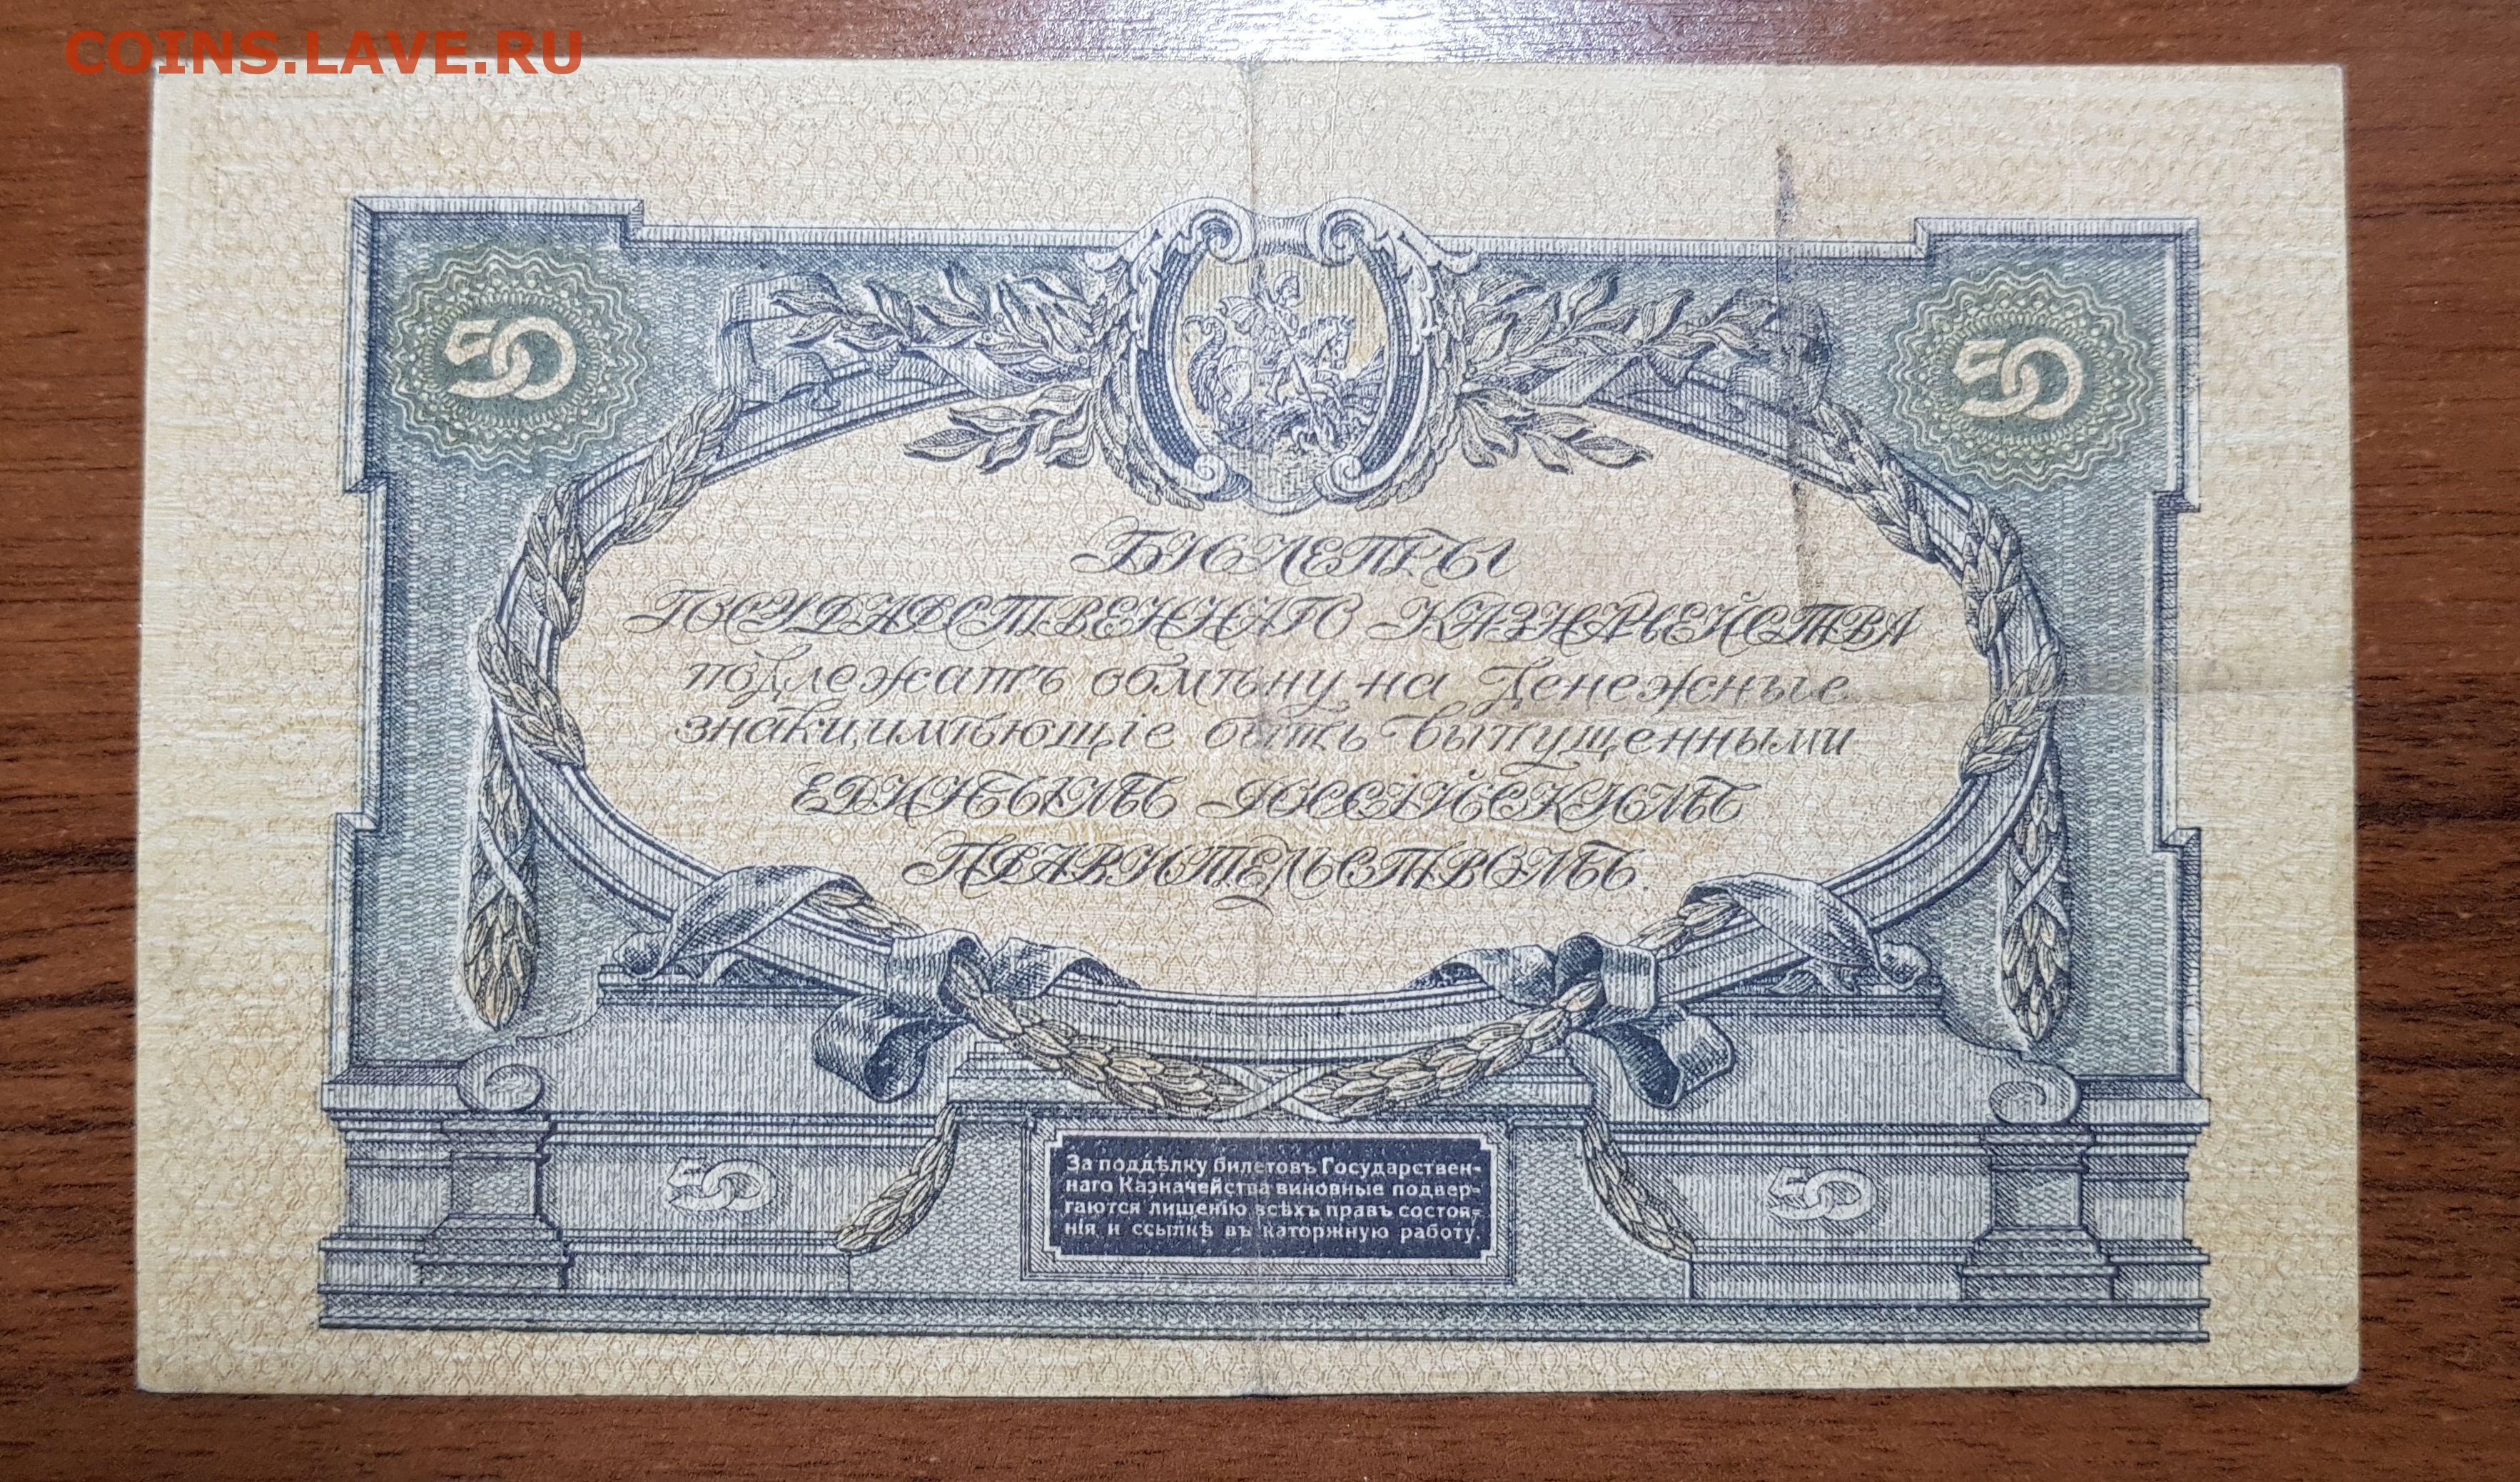 COINS.LAVE.RU
50
50
БИЛЕТЫ
ГОСУДАРСТВЕННАГО КАЗНАЧЕЙСТВА
подлежатъ обмѣну на Денежные
знаки, имѣющіе быть выпущенными
ЕДИНЫМЪ РОССІЙСКИМЪ
ПРАВИТЕЛЬСТВОМЪ.
50
За поддѣлку билетовъ Государствен-
наго Казначейства виновные подвер-
гаются лишенію всѣхъ правъ состоя-
нія и ссылкѣ въ каторжную работу.
50